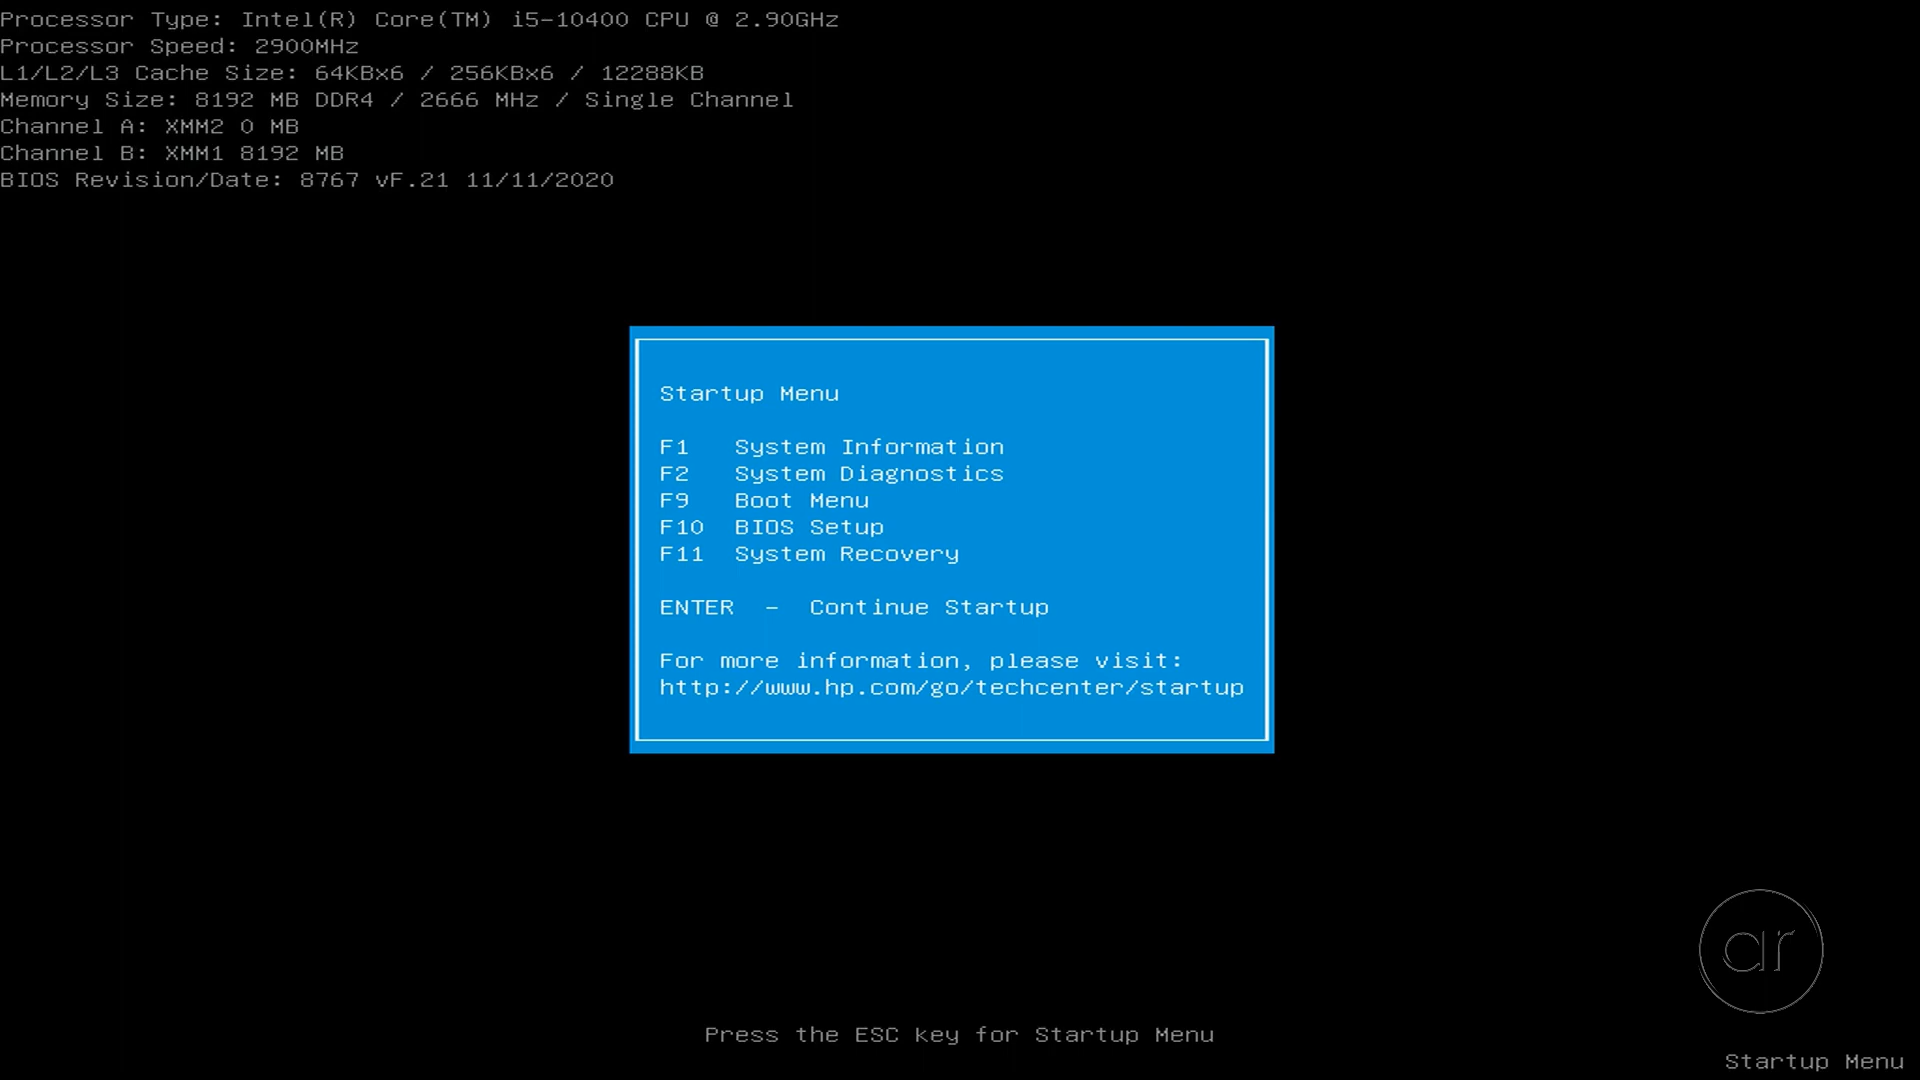 Processor Type: Intel(R) Core(TM) i5-10400 CPU @ 2.90GHz
Processor Speed: 2900MHz
L1/L2/L3 Cache Size: 64KBx6 / 256KBx6 / 12288KB
Memory Size: 8192 MB DDR4 / 2666 MHz / Single Channel
Channel A: XMM2 0 MB
Channel B: XMM1 8192 MB
BIOS Revision/Date: 8767 vF.21 11/11/2020
Startup Menu
F1 System Information
F2 System Diagnostics
F9 Boot Menu
F10 BIOS Setup
F11 System Recovery
ENTER - Continue Startup
For more information, please visit:
http://www.hp.com/go/techcenter/startup
ar
Press the ESC key for Startup Menu
Startup Menu